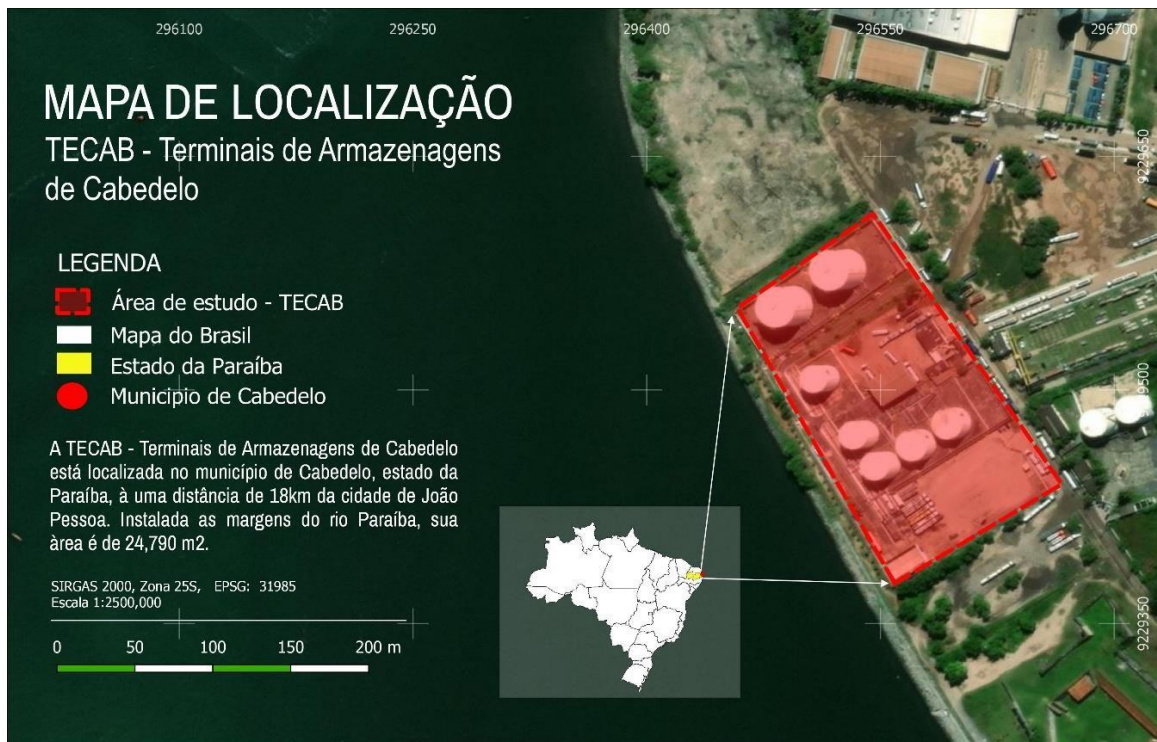 296100
296250
296400
296550
296700
MAPA DE LOCALIZAÇÃO
TECAB - Terminais de Armazenagens
de Cabedelo
9229650
LEGENDA
Área de estudo - TECAB
Mapa do Brasil
Estado da Paraíba
Municipio de Cabedelo
9500
A TECAB - Terminais de Armazenagens de Cabedelo
está localizada no município de Cabedelo, estado da
Paraíba, à uma distância de 18km da cidade de João
Pessoa. Instalada as margens do rio Paraíba, sua
àrea é de 24,790 m2.
SIRGAS 2000, Zona 25S, EPSG: 31985
Escala 1:2500,000
9229350
0 50 100 150 200 m